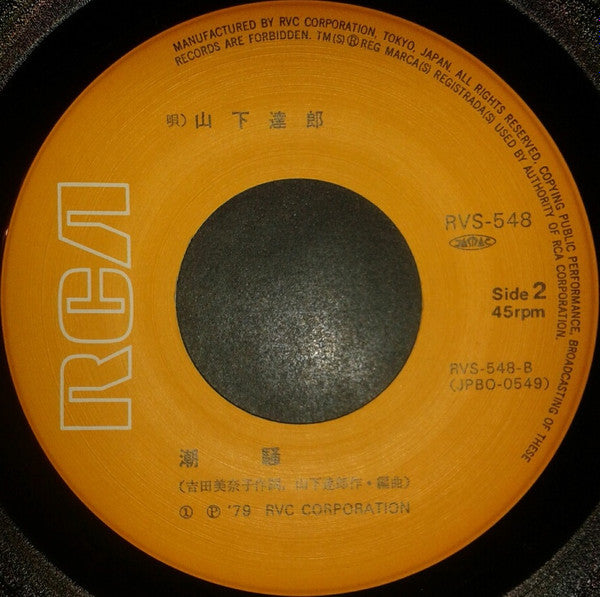 MANUFACTURED BY RVC CORPORATION, TOKYO, JAPAN. ALL RIGHTS RESERVED, COPYING PUBLIC PERFORMANCE, BROADCASTING OF THESE
RECORDS ARE FORBIDDEN. TM(S)Ⓡ REG MARCA(S) REGISTRADA(S) USED BY AUTHORITY OF RCA CORPORATION.
唄) 山下達郎
RCA
RVS-548
JASRAC
Side 2
45rpm
RVS-548-B
(JPBO-0549)
潮騒
(吉田美奈子作詞, 山下達郎作・編曲)
① Ⓟ '79 RVC CORPORATION